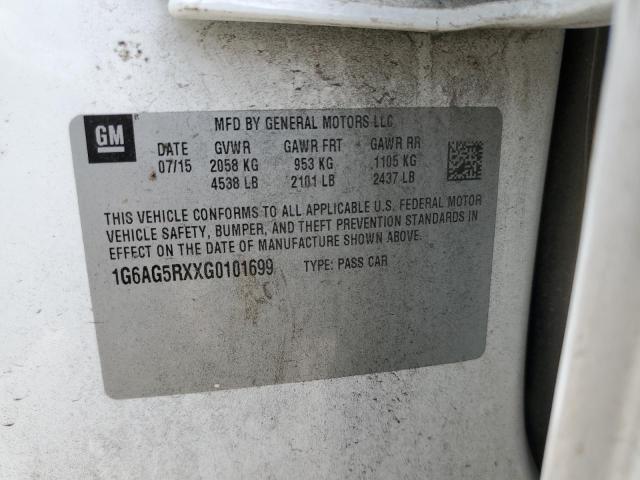 GM
MFD BY GENERAL MOTORS LLC
DATE GVWR GAWR FRT GAWR RR
07/15 2058 KG 953 KG 1105 KG
4538 LB 2101 LB 2437 LB
THIS VEHICLE CONFORMS TO ALL APPLICABLE U.S. FEDERAL MOTOR
VEHICLE SAFETY, BUMPER, AND THEFT PREVENTION STANDARDS IN
EFFECT ON THE DATE OF MANUFACTURE SHOWN ABOVE.
1G6AG5RXXG0101699 TYPE: PASS CAR